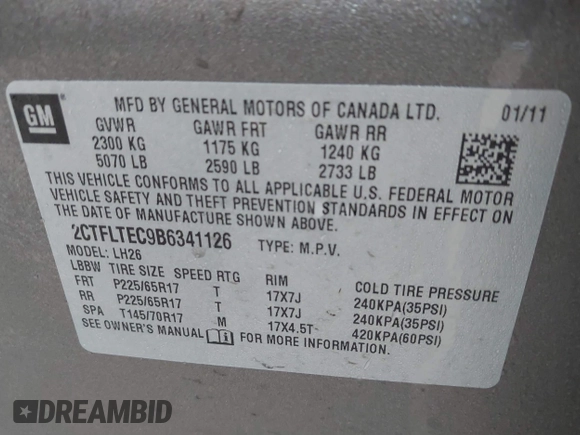 GM
MFD BY GENERAL MOTORS OF CANADA LTD. 01/11
GVWR GAWR FRT GAWR RR
2300 KG 1175 KG 1240 KG
5070 LB 2590 LB 2733 LB
THIS VEHICLE CONFORMS TO ALL APPLICABLE U.S. FEDERAL MOTOR
VEHICLE SAFETY AND THEFT PREVENTION STANDARDS IN EFFECT ON
THE DATE OF MANUFACTURE SHOWN ABOVE.
2CTFLTEC9B6341126 TYPE: M.P.V.
MODEL: LH26
LBBW TIRE SIZE SPEED RTG RIM COLD TIRE PRESSURE
FRT P225/65R17 T 17X7J 240KPA(35PSI)
RR P225/65R17 T 17X7J 240KPA(35PSI)
SPA T145/70R17 M 17X4.5T 420KPA(60PSI)
SEE OWNER'S MANUAL FOR MORE INFORMATION.
DREAMBID